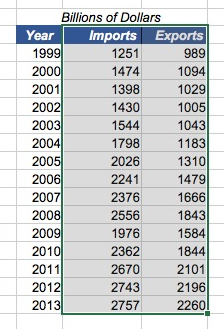 Billions of Dollars
Year Imports Exports
1999 1251 989
2000 1474 1094
2001 1398 1029
2002 1430 1005
2003 1544 1043
2004 1798 1183
2005 2026 1310
2006 2241 1479
2007 2376 1666
2008 2556 1843
2009 1976 1584
2010 2362 1844
2011 2670 2101
2012 2743 2196
2013 2757 2260